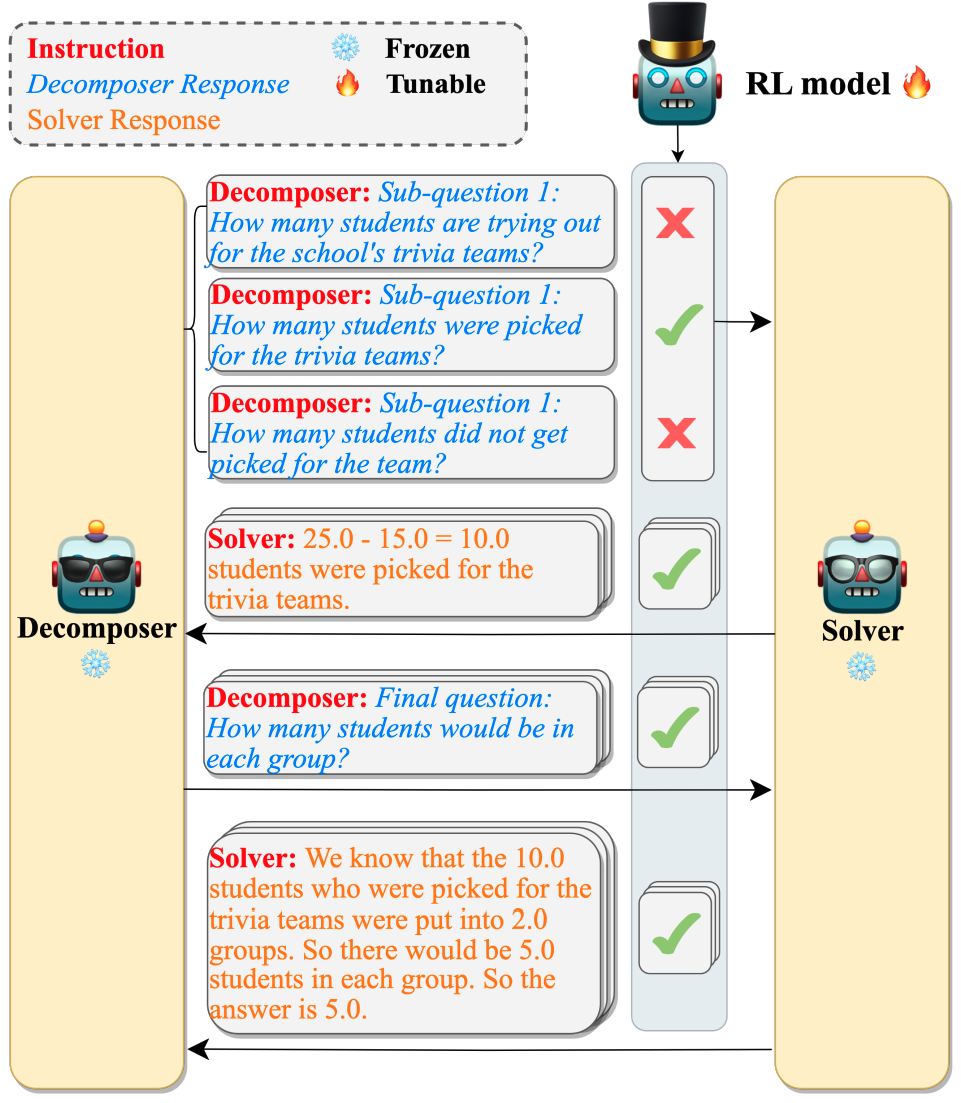 Instruction
Frozen
Decomposer Response
Tunable
Solver Response
RL model
Decomposer: Sub-question 1:
How many students are trying out
for the school's trivia teams?
Decomposer: Sub-question 1:
How many students were picked
for the trivia teams?
Decomposer: Sub-question 1:
How many students did not get
picked for the team?
Solver: 25.0 - 15.0 = 10.0
students were picked for the
trivia teams.
Decomposer
Solver
Decomposer: Final question:
How many students would be in
each group?
Solver: We know that the 10.0
students who were picked for the
trivia teams were put into 2.0
groups. So there would be 5.0
students in each group. So the
answer is 5.0.